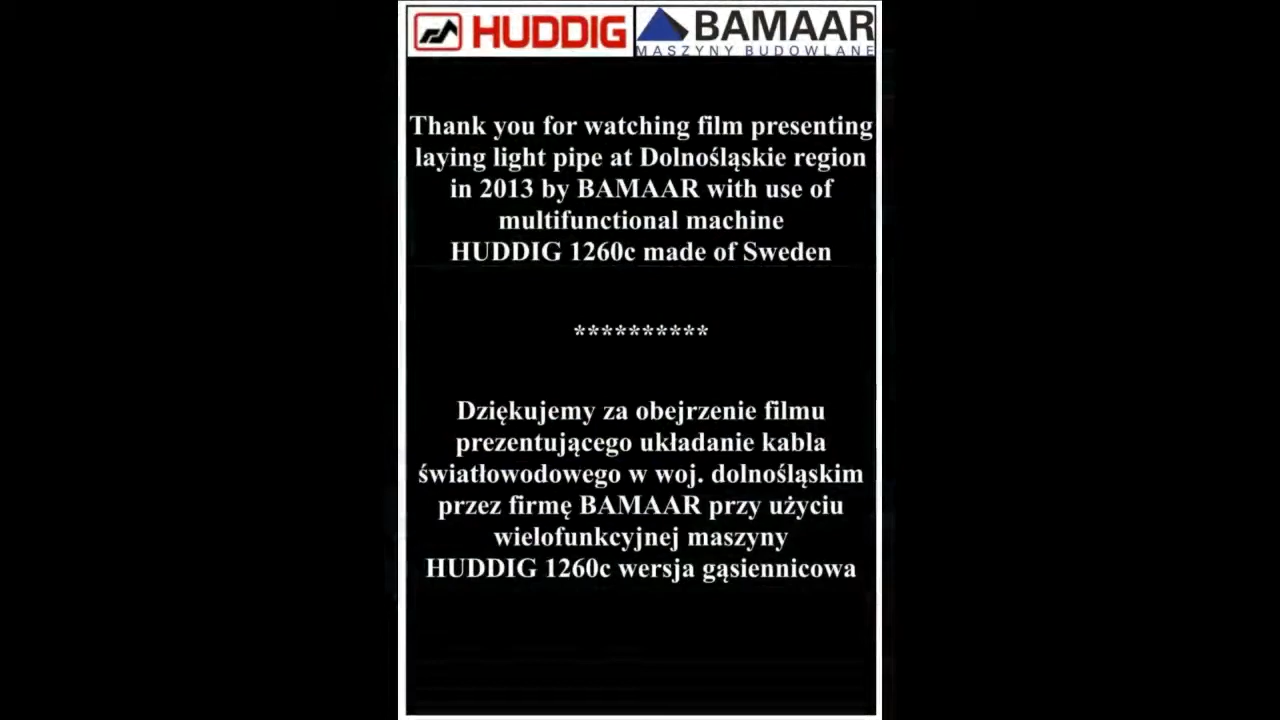 HUDDIG
BAMAAR
MASZYNY BUDOWLANE
Thank you for watching film presenting
laying light pipe at Dolnośląskie region
in 2013 by BAMAAR with use of
multifunctional machine
HUDDIG 1260c made of Sweden
**********
Dziękujemy za obejrzenie filmu
prezentującego układanie kabla
światłowodowego w woj. dolnośląskim
przez firmę BAMAAR przy użyciu
wielofunkcyjnej maszyny
HUDDIG 1260c wersja gąsiennicowa